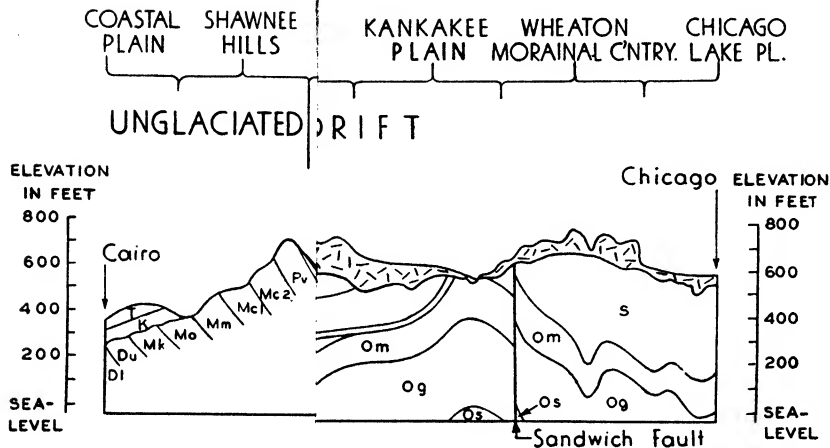 COASTAL PLAIN
SHAWNEE HILLS
KANKAKEE PLAIN
WHEATON MORAINAL C'NTRY.
CHICAGO LAKE PL.
UNGLACIATED
DRIFT
ELEVATION IN FEET
800
600
400
200
SEA-LEVEL
Cairo
T
K
Dl
Du
Mk
Mo
Mm
Mc1
Mc2
Pv
Om
Og
Os
Om
S
Os
Og
Sandwich Fault
Chicago
ELEVATION IN FEET
800
600
400
200
SEA-LEVEL